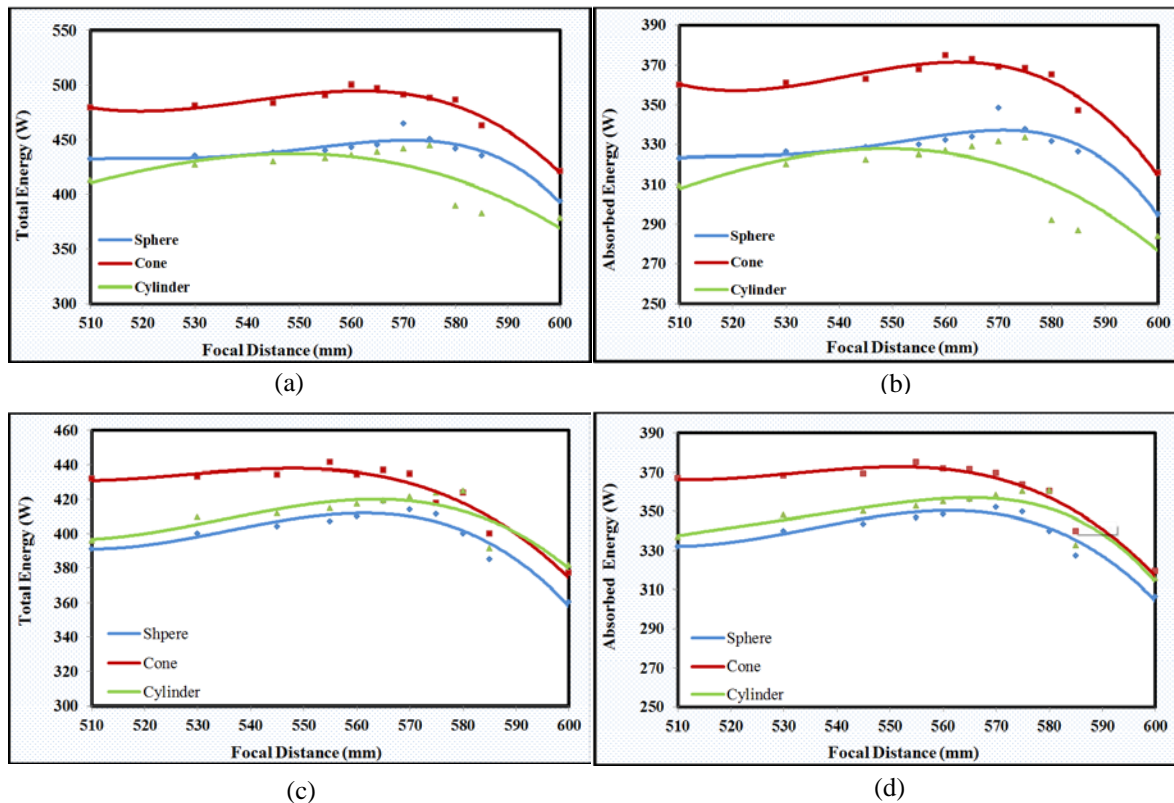 550
500
450
400
350
300
Total Energy (W)
Sphere
Cone
Cylinder
510 520 530 540 550 560 570 580 590 600
Focal Distance (mm)
(a)
390
370
350
330
310
290
270
250
Absorbed Energy (W)
Sphere
Cone
Cylinder
510 520 530 540 550 560 570 580 590 600
Focal Distance (mm)
(b)
460
440
420
400
380
360
340
320
300
Total Energy (W)
Shpere
Cone
Cylinder
510 520 530 540 550 560 570 580 590 600
Focal Distance (mm)
(c)
390
370
350
330
310
290
270
250
Absorbed Energy (W)
Sphere
Cone
Cylinder
510 520 530 540 550 560 570 580 590 600
Focal Distance (mm)
(d)